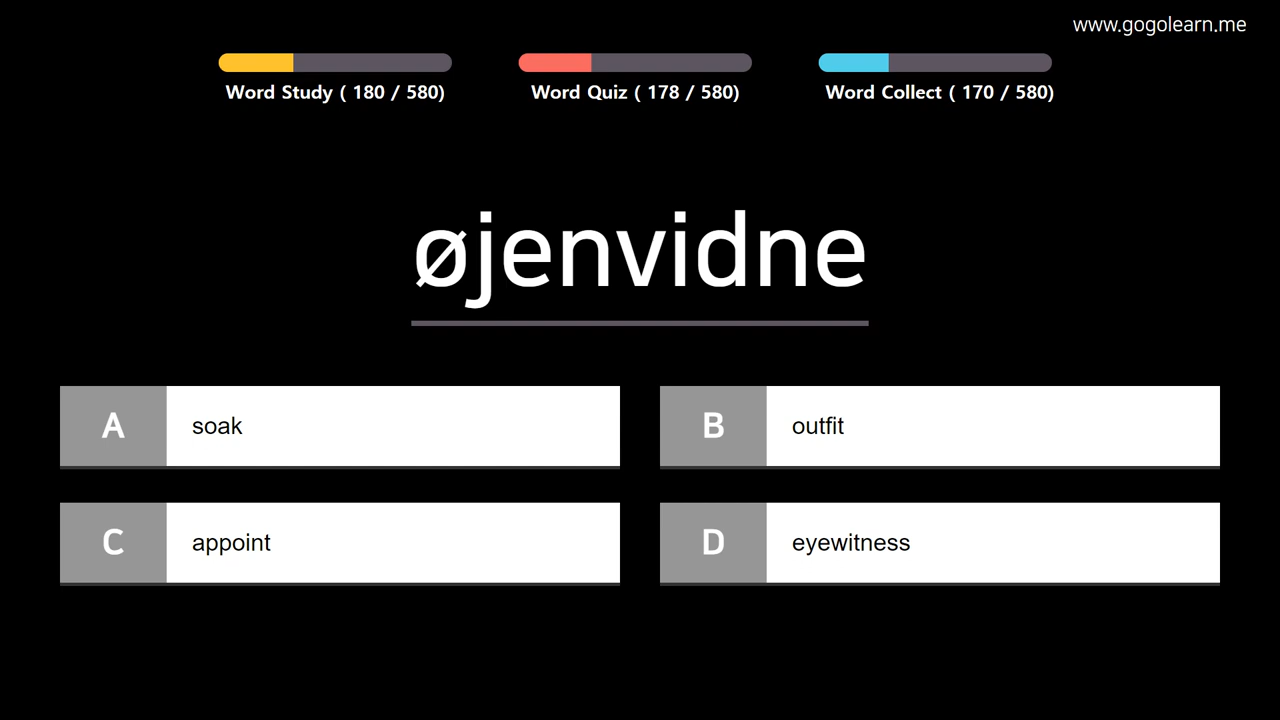 www.gogolearn.me
Word Study ( 180 / 580)
Word Quiz ( 178 / 580)
Word Collect ( 170 / 580)
øjenvidne
A
soak
B
outfit
C
appoint
D
eyewitness